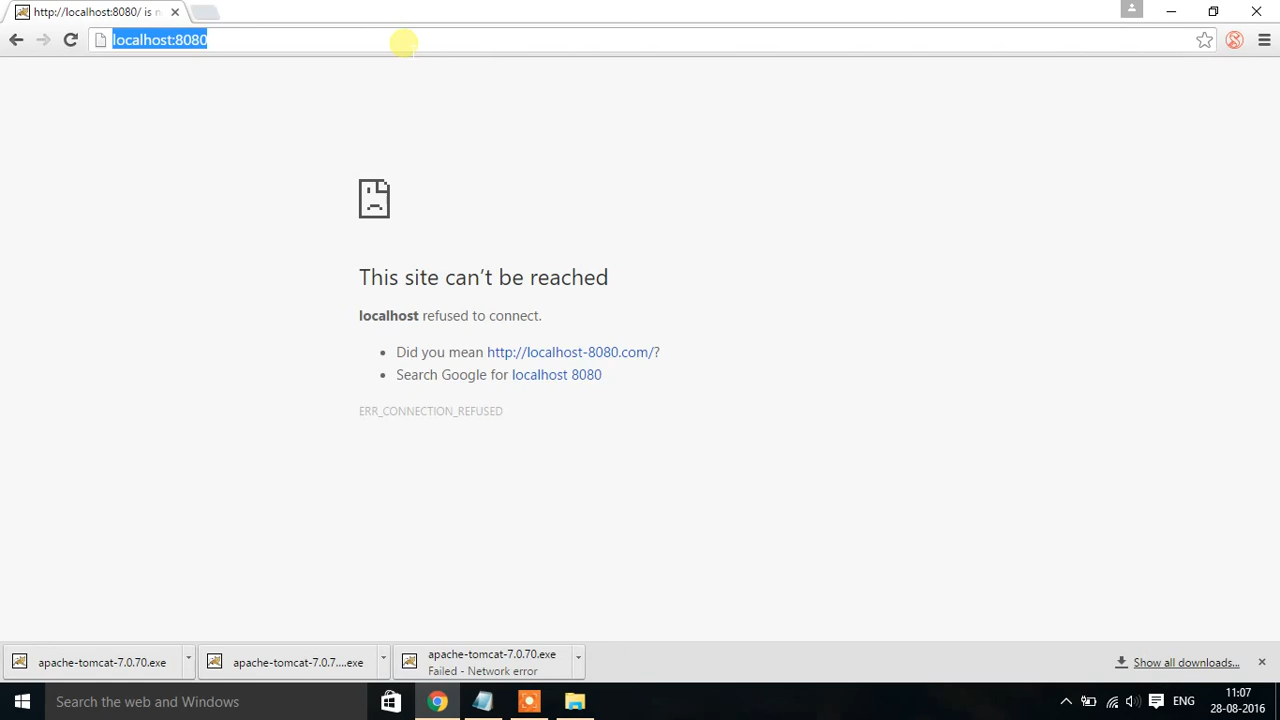 http://localhost:8080/ is n
localhost:8080
This site can't be reached
localhost refused to connect.
Did you mean http://localhost-8080.com/?
Search Google for localhost 8080
ERR_CONNECTION_REFUSED
apache-tomcat-7.0.70.exe
apache-tomcat-7.0.7....exe
apache-tomcat-7.0.70.exe
Failed - Network error
Show all downloads...
Search the web and Windows
ENG
11:07
28-08-2016